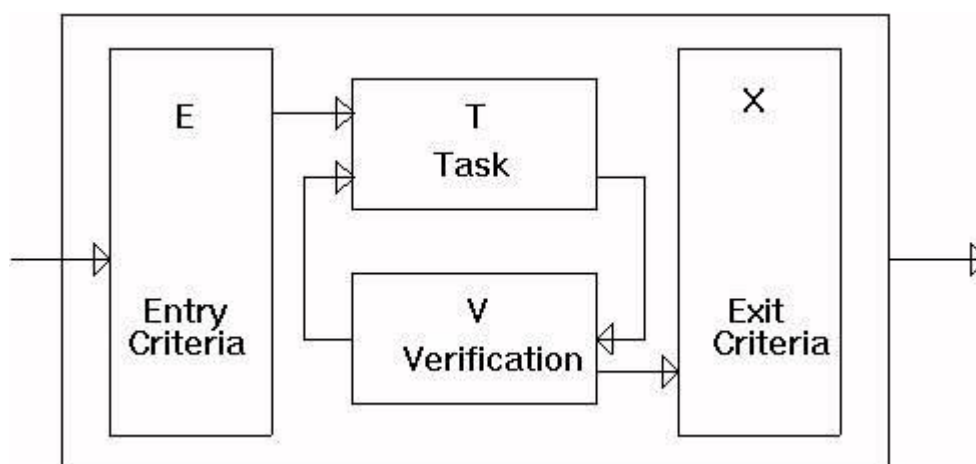 E
Entry
Criteria
T
Task
V
Verification
X
Exit
Criteria